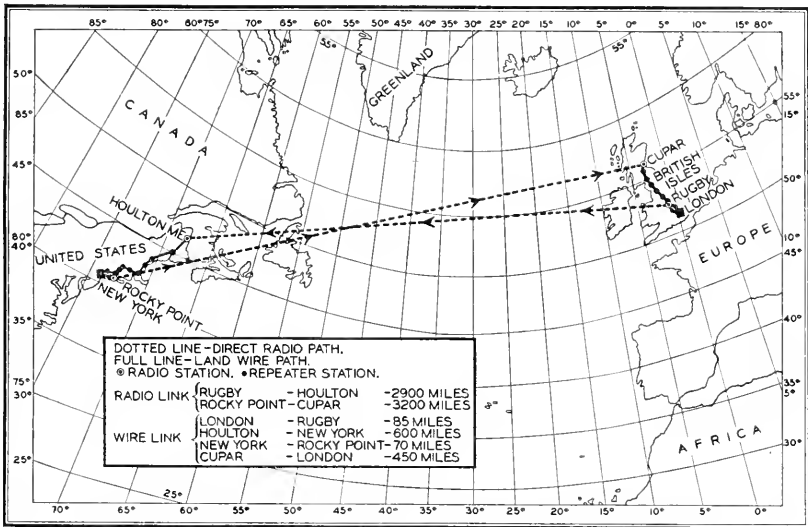 85° 80°75° 70° 65° 60° 55° 50° 45° 40° 35° 30° 25° 20° 15° 10° 5° 0° 5° 10° 15° 80°
55°
55°
50°
85°
45°
40°
35°
75°
30°
25°
55°
15°
50°
10°
45°
40°
35°
5°
30°
GREENLAND
CANADA
CUPAR
BRITISH
ISLES
RUGBY
LONDON
HOULTON ME.
UNITED STATES
EUROPE
ROCKY POINT
NEW YORK
AFRICA
DOTTED LINE-DIRECT RADIO PATH.
FULL LINE-LAND WIRE PATH.
⊚ RADIO STATION. • REPEATER STATION.
RADIO LINK { RUGBY - HOULTON -2900 MILES
ROCKY POINT-CUPAR -3200 MILES
WIRE LINK { LONDON - RUGBY -85 MILES
HOULTON - NEW YORK -600 MILES
NEW YORK - ROCKY POINT-70 MILES
CUPAR - LONDON -450 MILES
70° 65° 60° 55° 50° 45° 40° 35° 30° 25° 20° 15° 10° 5° 0°
25°